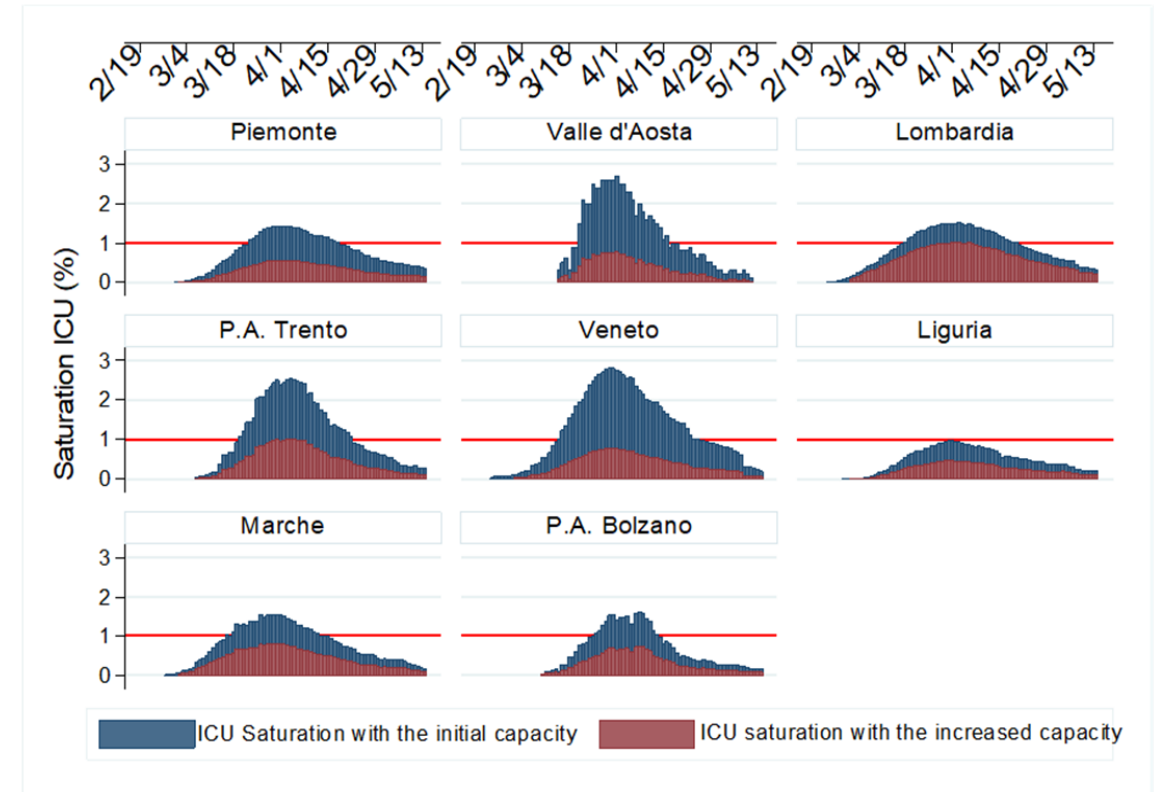 2/19 3/4 3/18 4/1 4/15 4/29 5/13 2/19 3/4 3/18 4/1 4/15 4/29 5/13 2/19 3/4 3/18 4/1 4/15 4/29 5/13
Piemonte Valle d'Aosta Lombardia
3
2
1
0
P.A. Trento Veneto Liguria
3
2
1
0
Marche P.A. Bolzano
3
2
1
0
Saturation ICU (%)
ICU Saturation with the initial capacity ICU saturation with the increased capacity